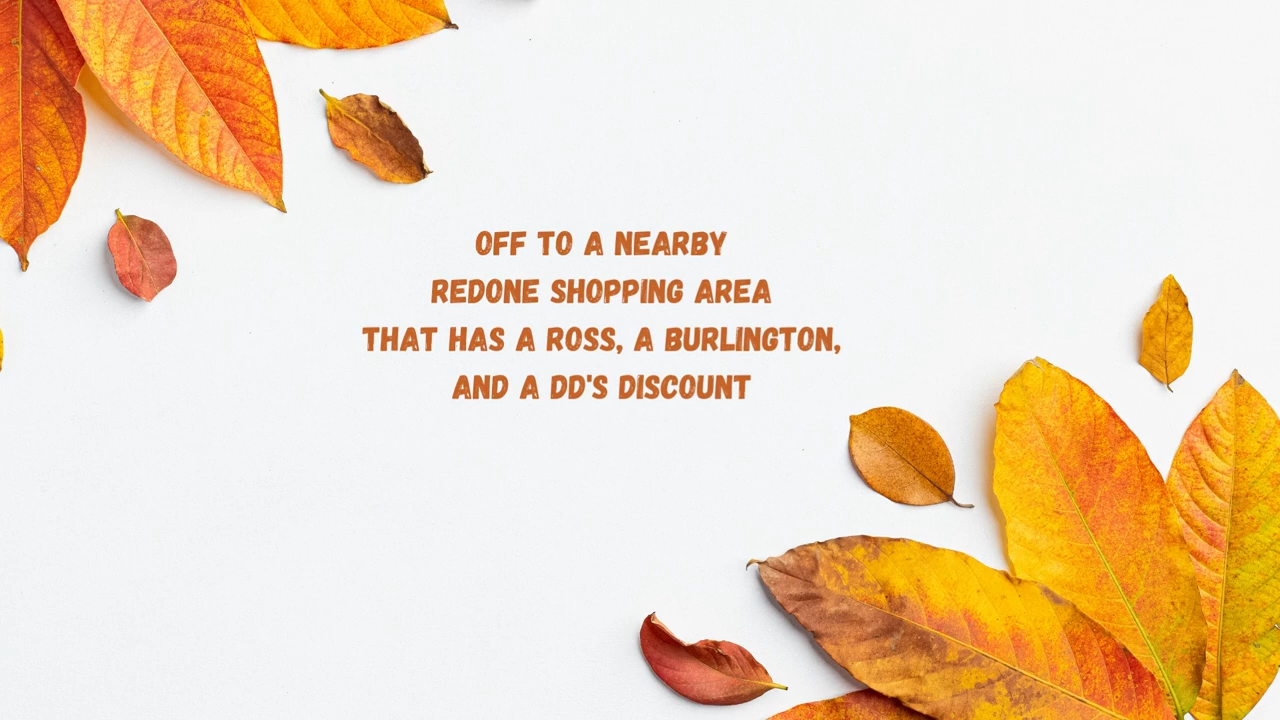 OFF TO A NEARBY
REDONE SHOPPING AREA
THAT HAS A ROSS, A BURLINGTON,
AND A DD'S DISCOUNT